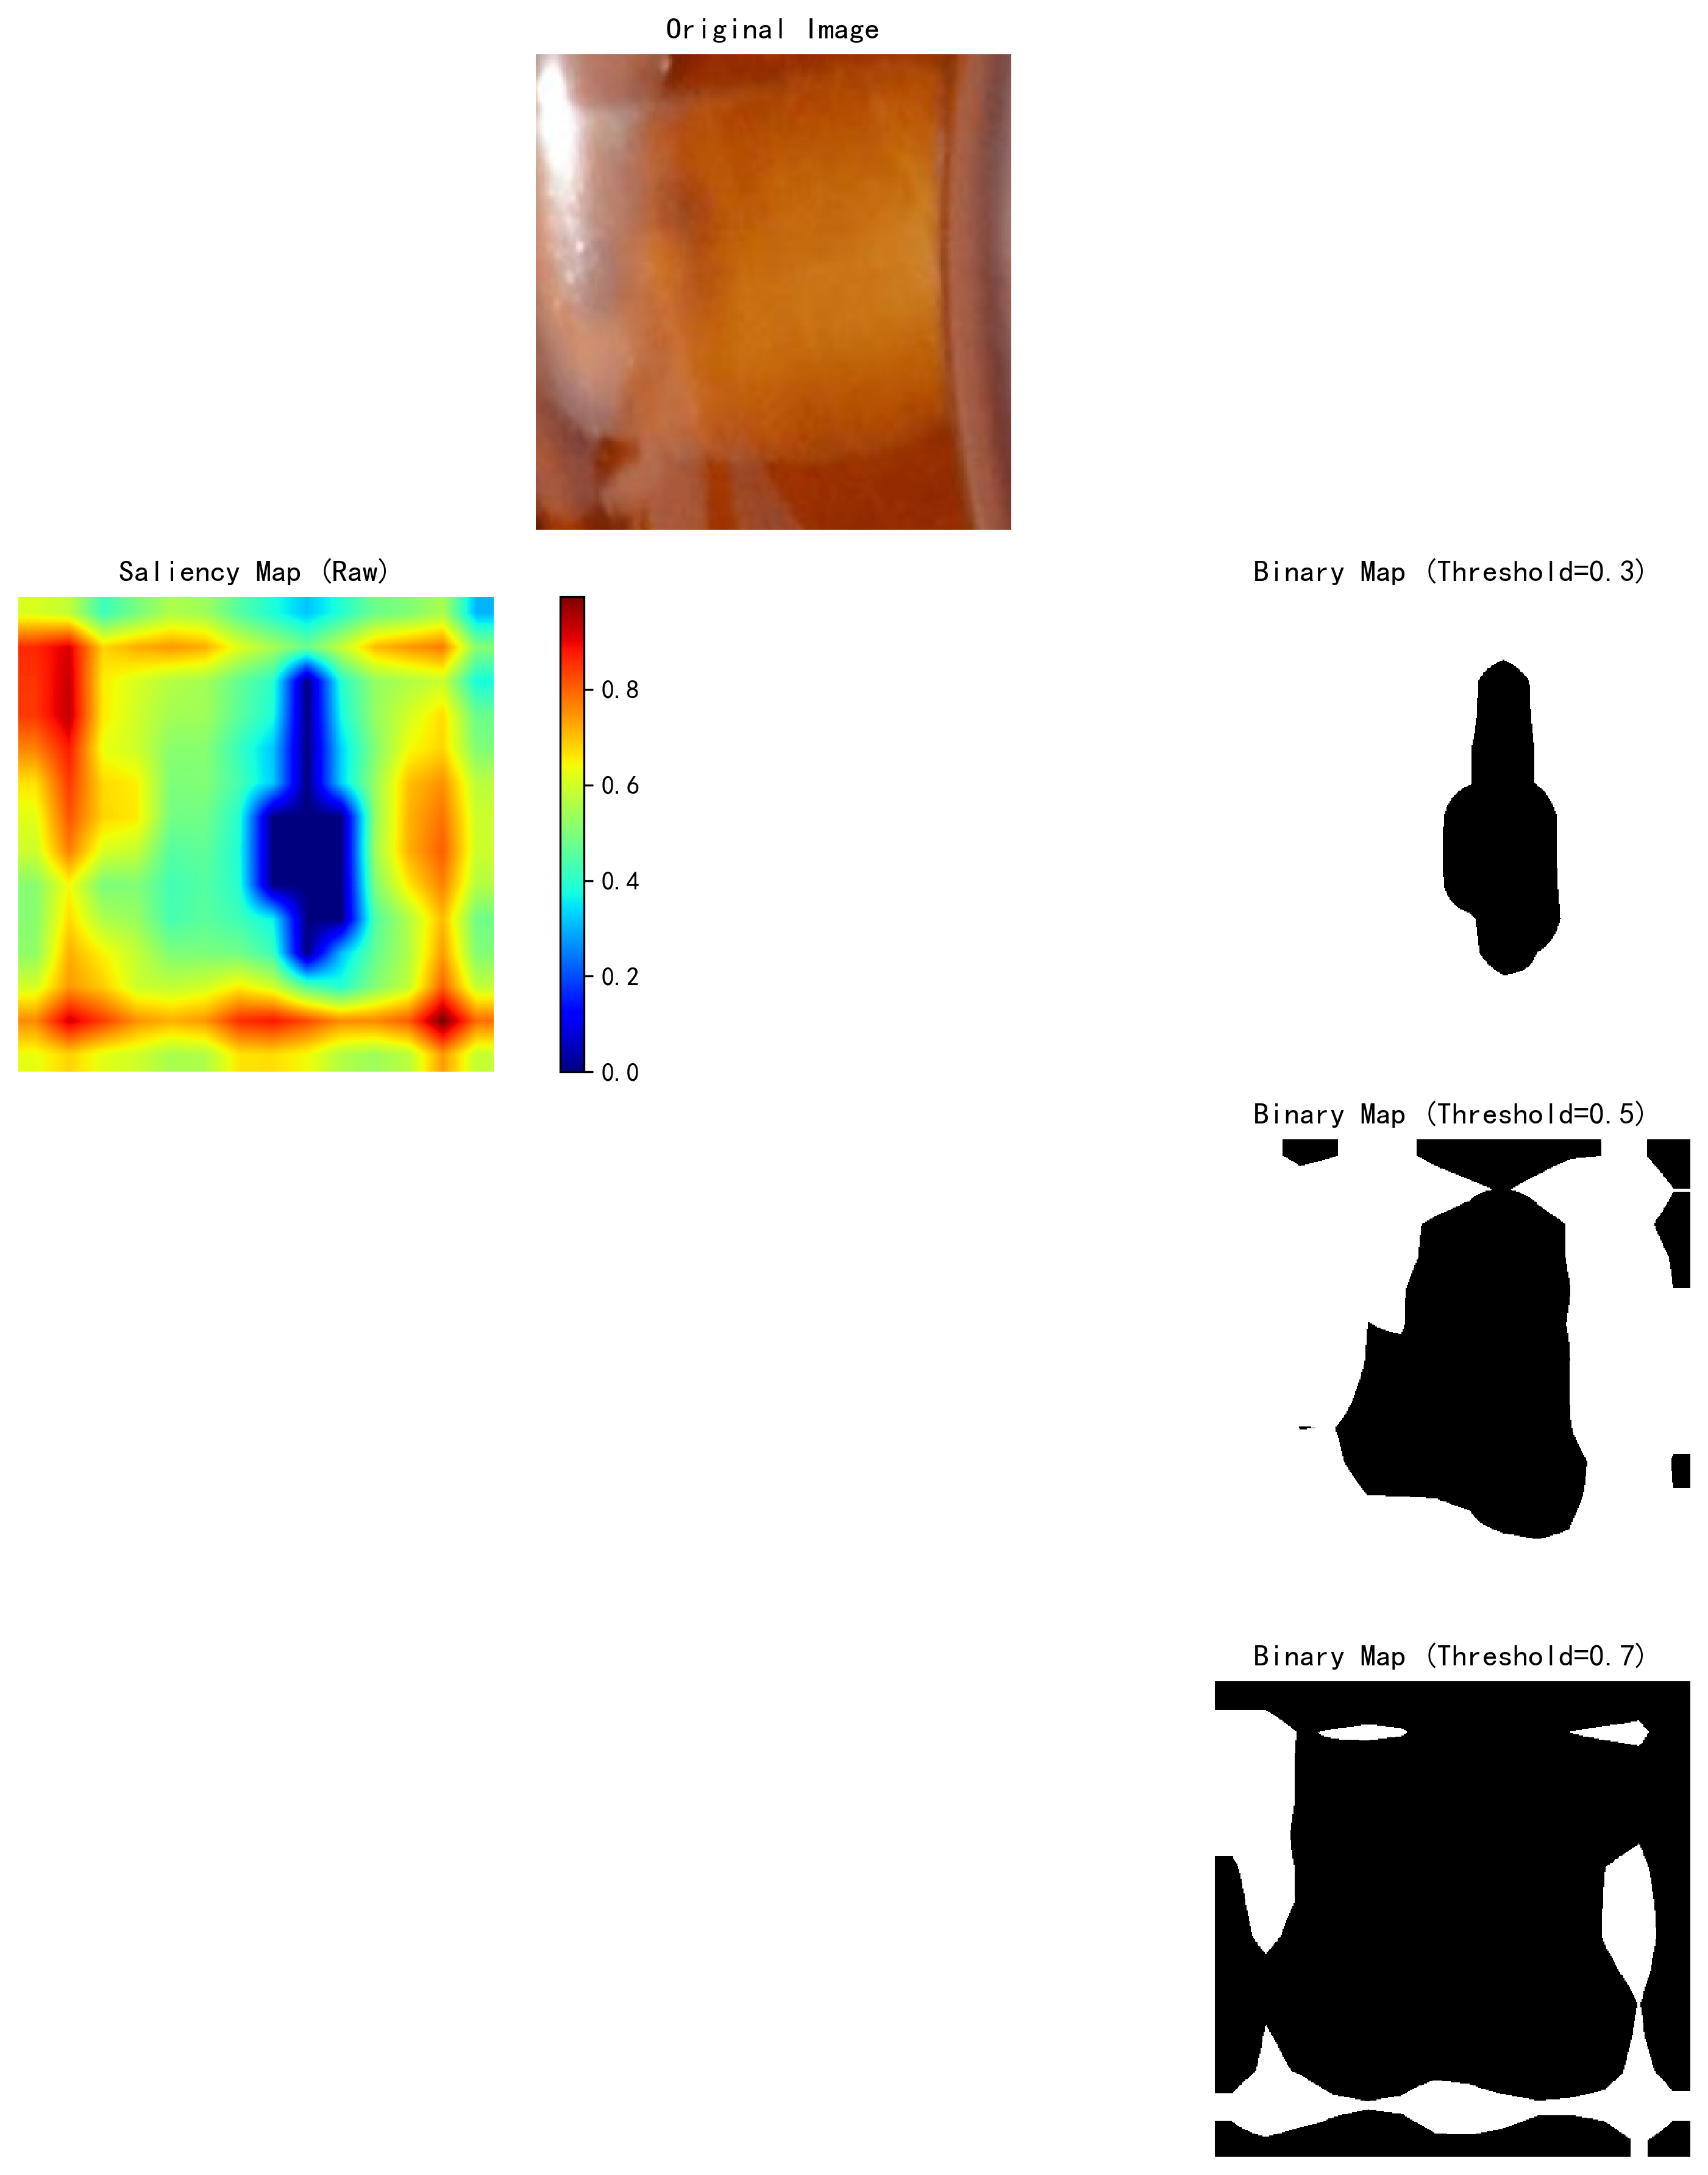 Original Image
Saliency Map (Raw)
Binary Map (Threshold=0.3)
0.8
0.6
0.4
0.2
0.0
Binary Map (Threshold=0.5)
Binary Map (Threshold=0.7)